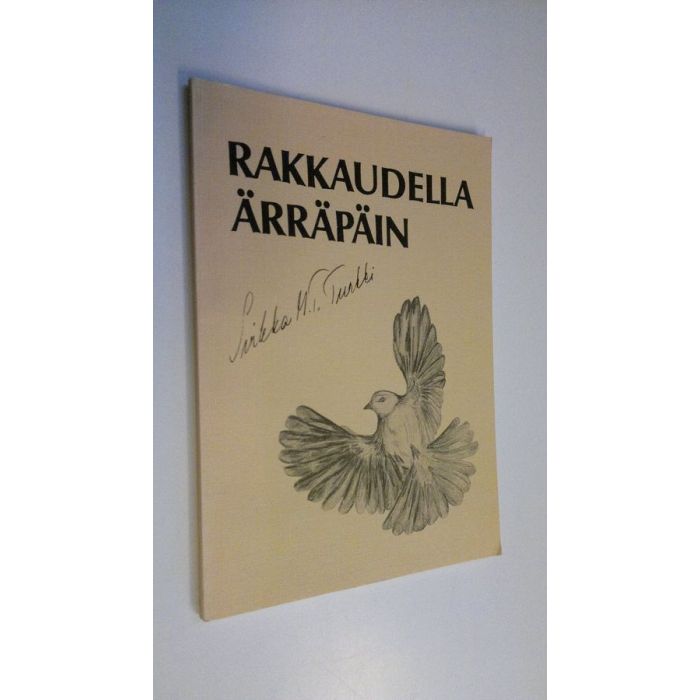 RAKKAUDELLA
ÄRRÄPÄIN
Sirkka M.T. Turkki